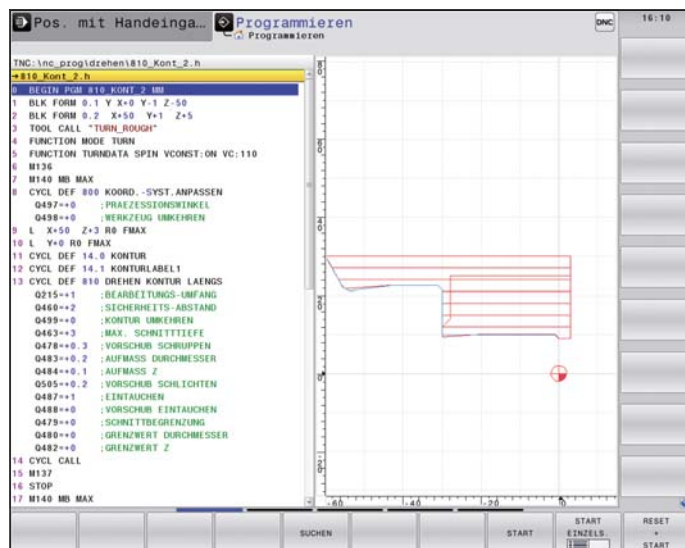 Pos. mit Handeinga...
Programmieren
Programmieren
DNC
16:10
TNC:\nc_prog\drehen\810_Kont_2.h
→810_Kont_2.h
0 BEGIN PGM 810_KONT_2 MM
1 BLK FORM 0.1 Y X+0 Y-1 Z-50
2 BLK FORM 0.2 X+50 Y+1 Z+5
3 TOOL CALL "TURN_ROUGH"
4 FUNCTION MODE TURN
5 FUNCTION TURNDATA SPIN VCONST:ON VC:110
6 M136
7 M140 MB MAX
8 CYCL DEF 800 KOORD.-SYST.ANPASSEN
Q497=+0 ;PRAEZESSIONSWINKEL
Q498=+0 ;WERKZEUG UMKEHREN
9 L X+50 Z+3 R0 FMAX
10 L Y+0 R0 FMAX
11 CYCL DEF 14.0 KONTUR
12 CYCL DEF 14.1 KONTURLABEL1
13 CYCL DEF 810 DREHEN KONTUR LAENGS
Q215=+1 ;BEARBEITUNGS-UMFANG
Q460=+2 ;SICHERHEITS-ABSTAND
Q499=+0 ;KONTUR UMKEHREN
Q463=+3 ;MAX. SCHNITTTIEFE
Q478=+0.3 ;VORSCHUB SCHRUPPEN
Q483=+0.2 ;AUFMASS DURCHMESSER
Q484=+0.1 ;AUFMASS Z
Q505=+0.2 ;VORSCHUB SCHLICHTEN
Q487=+1 ;EINTAUCHEN
Q488=+0 ;VORSCHUB EINTAUCHEN
Q479=+0 ;SCHNITTBEGRENZUNG
Q480=+0 ;GRENZWERT DURCHMESSER
Q482=+0 ;GRENZWERT Z
14 CYCL CALL
15 M137
16 STOP
17 M140 MB MAX
-60 -40 -20 0
SUCHEN
START
START
EINZELS.
RESET
+
START